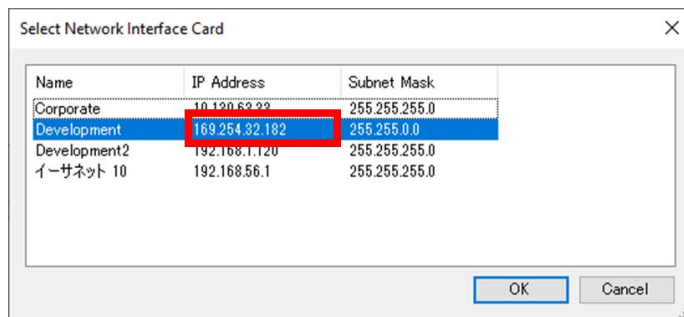 Select Network Interface Card
Name IP Address Subnet Mask
Corporate 10.130.63.33 255.255.255.0
Development 169.254.32.182 255.255.0.0
Development2 192.168.1.120 255.255.255.0
イーサネット 10 192.168.56.1 255.255.255.0
OK Cancel